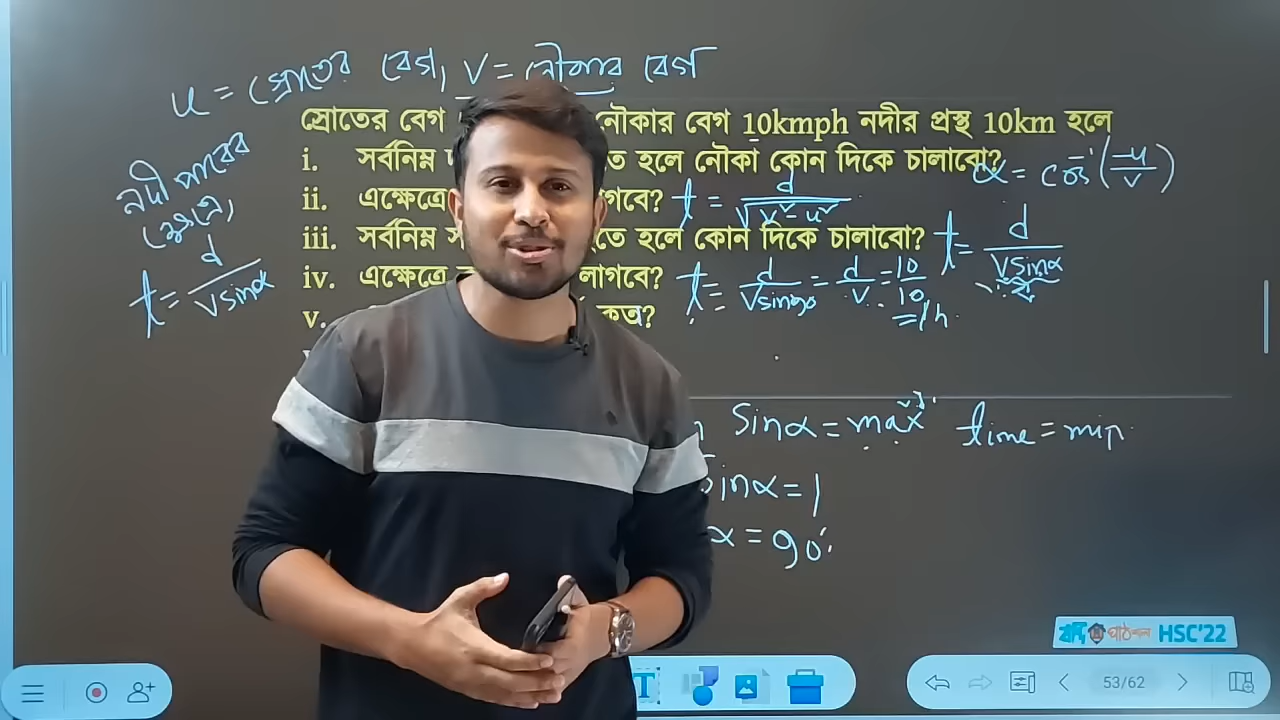 u = স্রোতের বেগ, v = নৌকার বেগ
স্রোতের বেগ নৌকার বেগ 10kmph নদীর প্রস্থ 10km হলে
নদী পারের ক্ষেত্রে,
t = d / v sinα
i. সর্বনিম্ন হলে নৌকা কোন দিকে চালাবো? α = cos⁻¹(-u/v)
ii. এক্ষেত্রে লাগবে? t = d / √v²-u²
iii. সর্বনিম্ন স হলে কোন দিকে চালাবো? t = d / v sinα
iv. এক্ষেত্রে লাগবে? t = d / v sin90 = d / v = 10 / 10 = 1h
v. কত?
sinα = max time = min
sinα = 1
α = 90°
পাঠশালা HSC'22
T
53/62